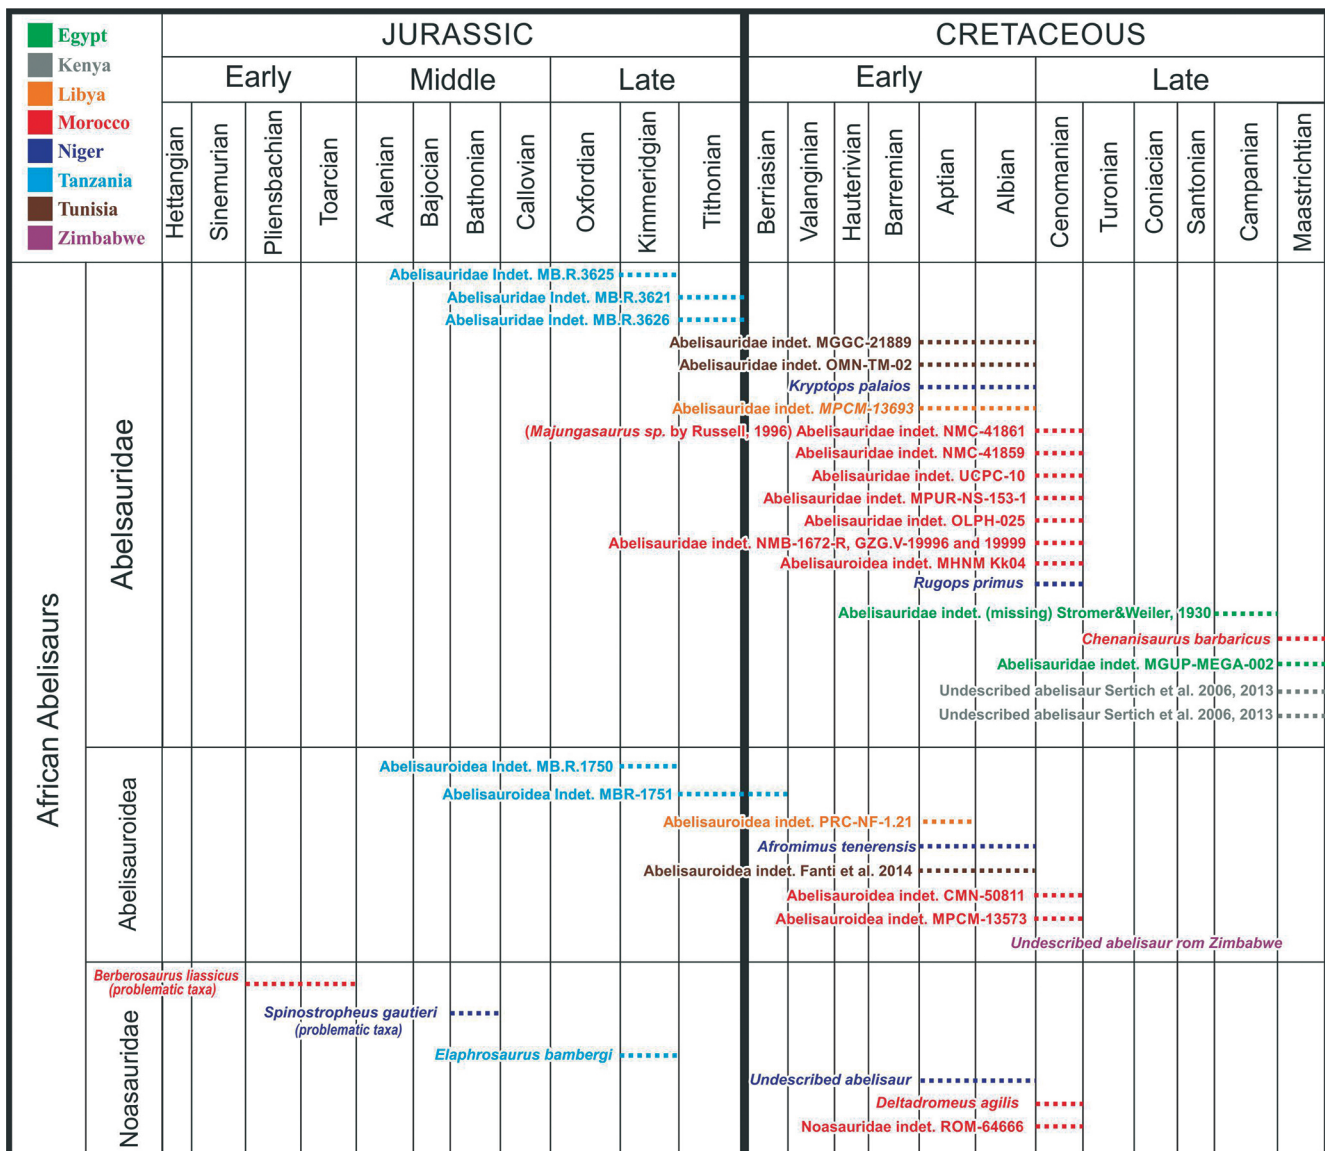 Egypt
Kenya
Libya
Morocco
Niger
Tanzania
Tunisia
Zimbabwe
JURASSIC
CRETACEOUS
Early
Middle
Late
Early
Late
Hettangian
Sinemurian
Pliensbachian
Toarcian
Aalenian
Bajocian
Bathonian
Callovian
Oxfordian
Kimmeridgian
Tithonian
Berriasian
Valanginian
Hauterivian
Barremian
Aptian
Albian
Cenomanian
Turonian
Coniacian
Santonian
Campanian
Maastrichtian
African Abelisaurs
Abelsauridae
Abelisauridae Indet. MB.R.3625
Abelisauridae Indet. MB.R.3621
Abelisauridae Indet. MB.R.3626
Abelisauridae indet. MGGC-21889
Abelisauridae indet. OMN-TM-02
Kryptops palaios
Abelisauridae indet. MPCM-13693
(Majungasaurus sp. by Russell, 1996) Abelisauridae indet. NMC-41861
Abelisauridae indet. NMC-41859
Abelisauridae indet. UCPC-10
Abelisauridae indet. MPUR-NS-153-1
Abelisauridae indet. OLPH-025
Abelisauridae indet. NMB-1672-R, GZG.V-19996 and 19999
Abelisauroidea indet. MHNM Kk04
Rugops primus
Abelisauridae indet. (missing) Stromer&Weiler, 1930
Chenanisaurus barbaricus
Abelisauridae indet. MGUP-MEGA-002
Undescribed abelisaur Sertich et al. 2006, 2013
Undescribed abelisaur Sertich et al. 2006, 2013
Abelisauroidea
Abelisauroidea Indet. MB.R.1750
Abelisauroidea Indet. MBR-1751
Abelisauroidea indet. PRC-NF-1.21
Afromimus tenerensis
Abelisauroidea indet. Fanti et al. 2014
Abelisauroidea indet. CMN-50811
Abelisauroidea indet. MPCM-13573
Undescribed abelisaur rom Zimbabwe
Noasauridae
Berberosaurus liassicus
(problematic taxa)
Spinostropheus gautieri
(problematic taxa)
Elaphrosaurus bambergi
Undescribed abelisaur
Deltadromeus agilis
Noasauridae indet. ROM-64666